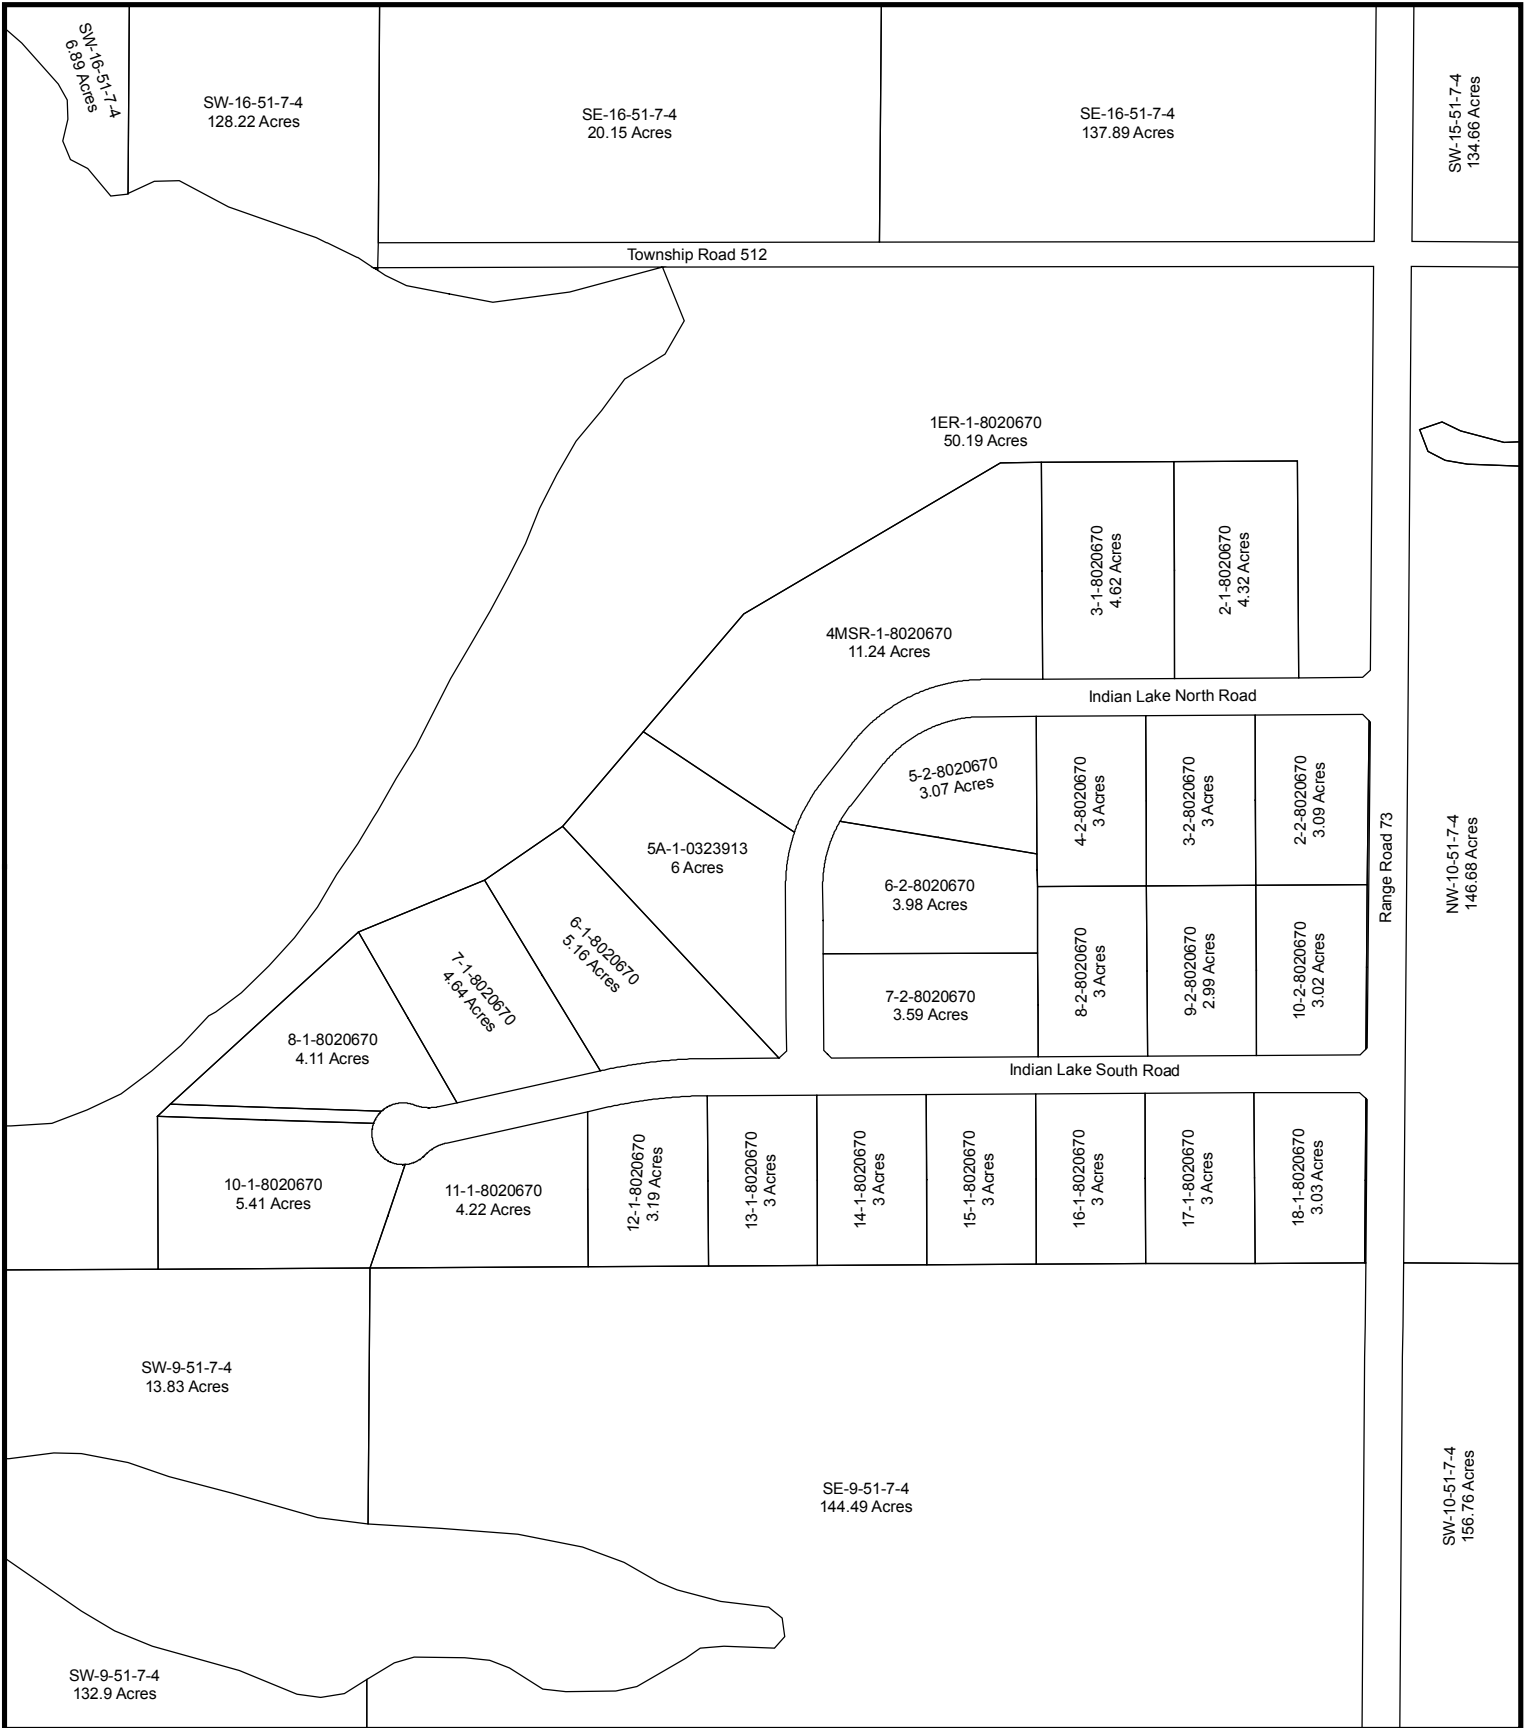 SW-16-51-7-4
6.89 Acres
SW-16-51-7-4
128.22 Acres
SE-16-51-7-4
20.15 Acres
SE-16-51-7-4
137.89 Acres
SW-15-51-7-4
134.66 Acres
Township Road 512
1ER-1-8020670
50.19 Acres
3-1-8020670
4.62 Acres
2-1-8020670
4.32 Acres
4MSR-1-8020670
11.24 Acres
Indian Lake North Road
5-2-8020670
3.07 Acres
4-2-8020670
3 Acres
3-2-8020670
3 Acres
2-2-8020670
3.09 Acres
Range Road 73
NW-10-51-7-4
146.68 Acres
5A-1-0323913
6 Acres
6-2-8020670
3.98 Acres
6-1-8020670
5.16 Acres
7-1-8020670
4.64 Acres
8-2-8020670
3 Acres
9-2-8020670
2.99 Acres
10-2-8020670
3.02 Acres
7-2-8020670
3.59 Acres
8-1-8020670
4.11 Acres
Indian Lake South Road
10-1-8020670
5.41 Acres
11-1-8020670
4.22 Acres
12-1-8020670
3.19 Acres
13-1-8020670
3 Acres
14-1-8020670
3 Acres
15-1-8020670
3 Acres
16-1-8020670
3 Acres
17-1-8020670
3 Acres
18-1-8020670
3.03 Acres
SW-9-51-7-4
13.83 Acres
SE-9-51-7-4
144.49 Acres
SW-10-51-7-4
156.76 Acres
SW-9-51-7-4
132.9 Acres